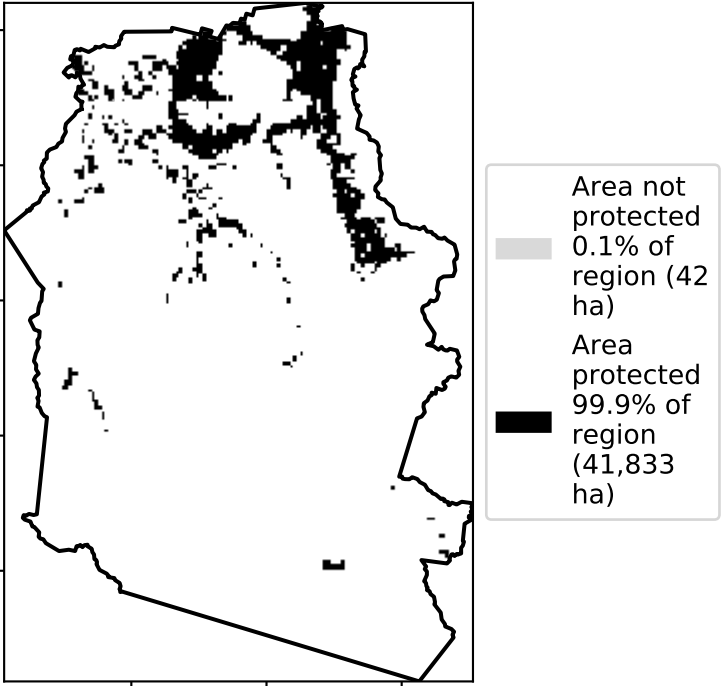 Area not
protected
0.1% of
region (42
ha)
Area
protected
99.9% of
region
(41,833
ha)